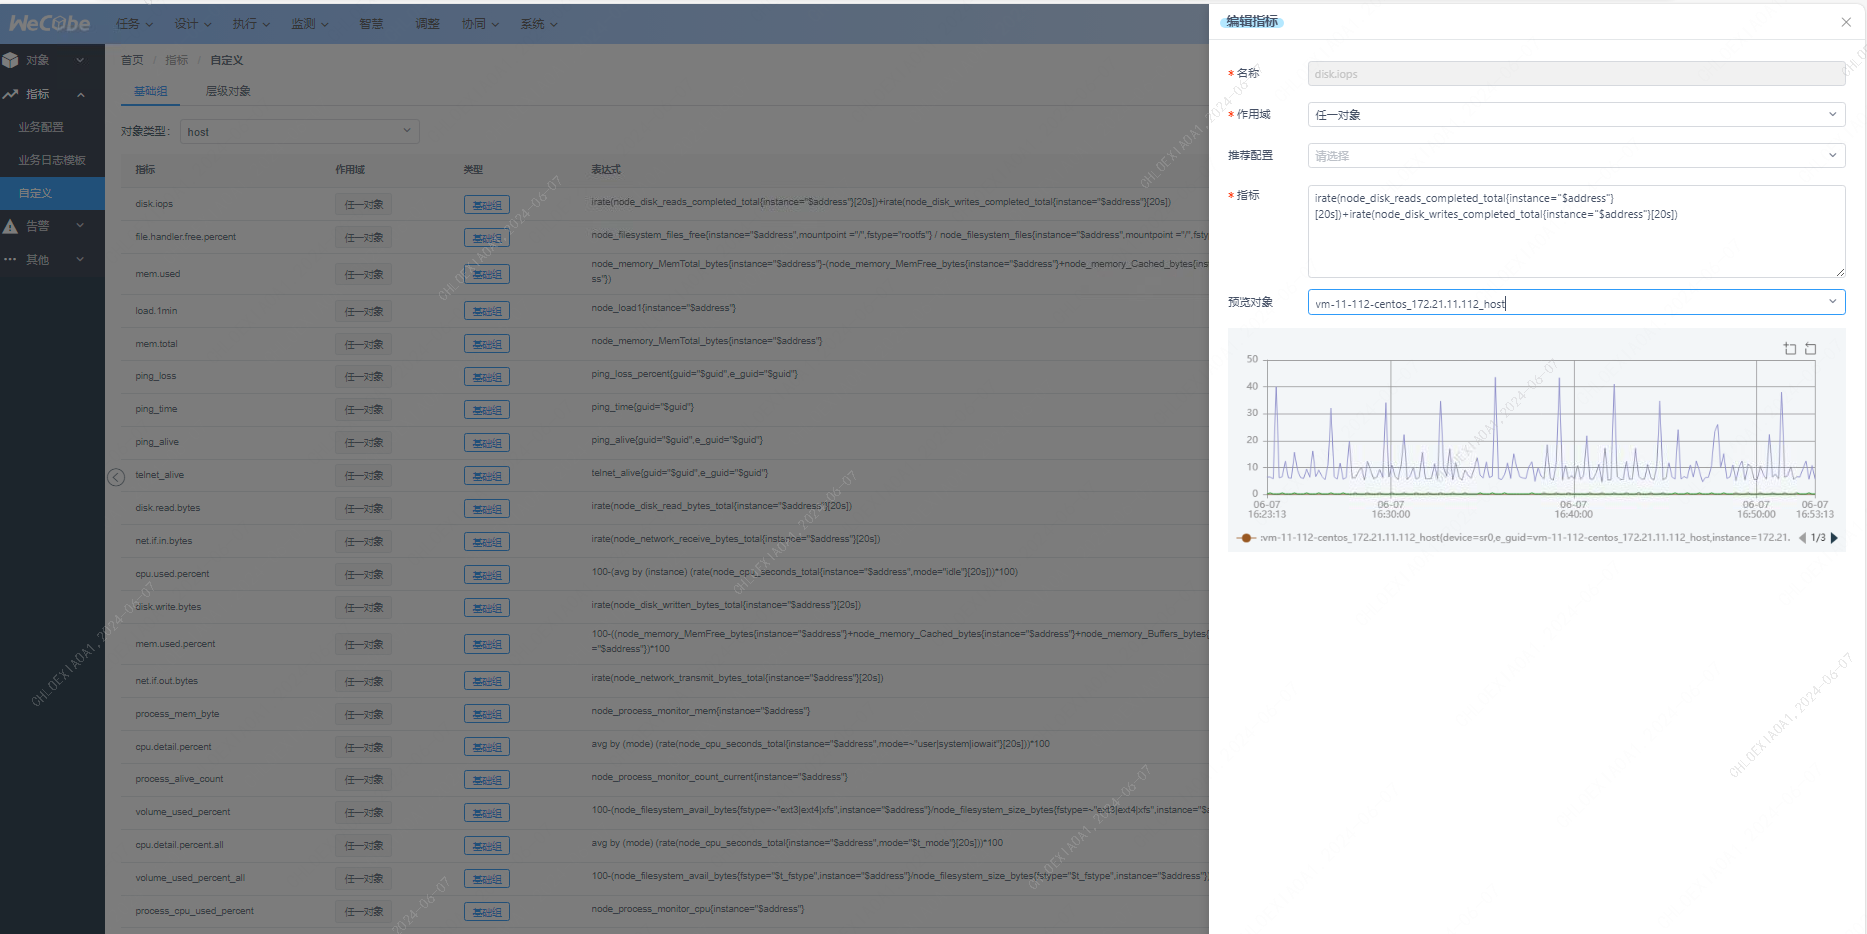 WeCube
任务
设计
执行
监测
智慧
调整
协同
系统
对象
指标
业务配置
业务日志模板
自定义
告警
其他
首页 / 指标 / 自定义
基础组
层级对象
对象类型:
host
指标 作用域 类型 表达式
disk.iops 任一对象 基础组 irate(node_disk_reads_completed_total{instance="$address"}[20s])+irate(node_disk_writes_completed_total{instance="$address"}[20s])
file.handler.free.percent 任一对象 基础组 node_filesystem_files_free{instance="$address",mountpoint ="/",fstype="rootfs"} / node_filesystem_files{instance="$address",mountpoint ="/",fsty
mem.used 任一对象 基础组 node_memory_MemTotal_bytes{instance="$address"}-(node_memory_MemFree_bytes{instance="$address"}+node_memory_Cached_bytes{ins
ss"})
load.1min 任一对象 基础组 node_load1{instance="$address"}
mem.total 任一对象 基础组 node_memory_MemTotal_bytes{instance="$address"}
ping_loss 任一对象 基础组 ping_loss_percent{guid="$guid",e_guid="$guid"}
ping_time 任一对象 基础组 ping_time{guid="$guid"}
ping_alive 任一对象 基础组 ping_alive{guid="$guid",e_guid="$guid"}
telnet_alive 任一对象 基础组 telnet_alive{guid="$guid",e_guid="$guid"}
disk.read.bytes 任一对象 基础组 irate(node_disk_read_bytes_total{instance="$address"}[20s])
net.if.in.bytes 任一对象 基础组 irate(node_network_receive_bytes_total{instance="$address"}[20s])
cpu.used.percent 任一对象 基础组 100-(avg by (instance) (rate(node_cpu_seconds_total{instance="$address",mode="idle"}[20s]))*100)
disk.write.bytes 任一对象 基础组 irate(node_disk_written_bytes_total{instance="$address"}[20s])
mem.used.percent 任一对象 基础组 100-((node_memory_MemFree_bytes{instance="$address"}+node_memory_Cached_bytes{instance="$address"}+node_memory_Buffers_bytes{
="$address"})*100
net.if.out.bytes 任一对象 基础组 irate(node_network_transmit_bytes_total{instance="$address"}[20s])
process_mem_byte 任一对象 基础组 node_process_monitor_mem{instance="$address"}
cpu.detail.percent 任一对象 基础组 avg by (mode) (rate(node_cpu_seconds_total{instance="$address",mode=~"user|system|iowait"}[20s]))*100
process_alive_count 任一对象 基础组 node_process_monitor_count_current{instance="$address"}
volume_used_percent 任一对象 基础组 100-(node_filesystem_avail_bytes{fstype=~"ext3|ext4|xfs",instance="$address"}/node_filesystem_size_bytes{fstype=~"ext3|ext4|xfs",instance="$a
cpu.detail.percent.all 任一对象 基础组 avg by (mode) (rate(node_cpu_seconds_total{instance="$address",mode="$t_mode"}[20s]))*100
volume_used_percent_all 任一对象 基础组 100-(node_filesystem_avail_bytes{fstype="$t_fstype",instance="$address"}/node_filesystem_size_bytes{fstype="$t_fstype",instance="$address"}
process_cpu_used_percent 任一对象 基础组 node_process_monitor_cpu{instance="$address"}
编辑指标
* 名称 disk.iops
* 作用域 任一对象
推荐配置 请选择
* 指标 irate(node_disk_reads_completed_total{instance="$address"}
[20s])+irate(node_disk_writes_completed_total{instance="$address"}[20s])
预览对象 vm-11-112-centos_172.21.11.112_host
50
40
30
20
10
0
06-07 06-07 06-07 06-07 06-07
16:23:13 16:30:00 16:40:00 16:50:00 16:53:13
:vm-11-112-centos_172.21.11.112_host{device=sr0,e_guid=vm-11-112-centos_172.21.11.112_host,instance=172.21. 1/3
CHLOEXIAOA1,2024-06-07
CHLOEXIAOA1,2024-06-07
CHLOEXIAOA1,2024-06-07
CHLOEXIAOA1,2024-06-07
CHLOEXIAOA1,2024-06-07
CHLOEXIAOA1,2024-06-07
CHLOEXIAOA1,2024-06-07